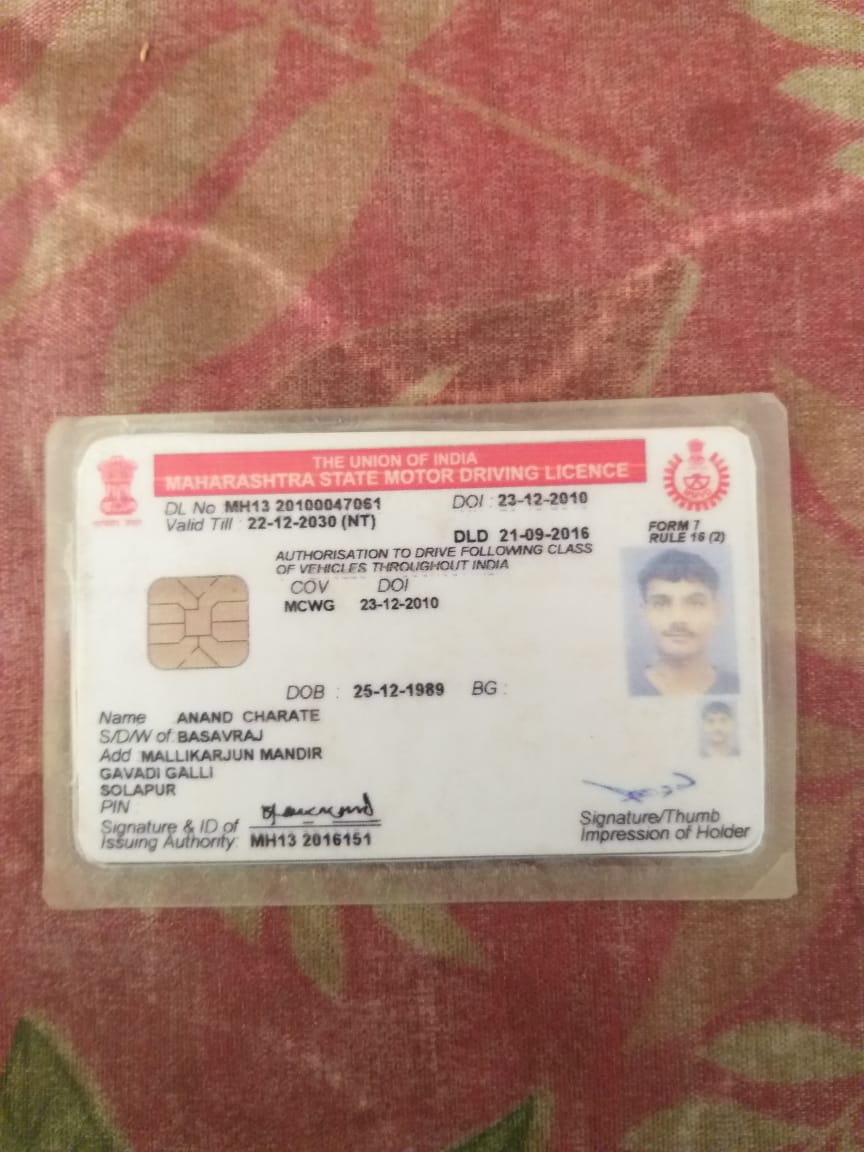 THE UNION OF INDIA
MAHARASHTRA STATE MOTOR DRIVING LICENCE
DL No MH13 20100047061 DOI : 23-12-2010
Valid Till : 22-12-2030 (NT)
DLD 21-09-2016
FORM 7
RULE 16 (2)
AUTHORISATION TO DRIVE FOLLOWING CLASS
OF VEHICLES THROUGHOUT INDIA
COV DOI
MCWG 23-12-2010
DOB : 25-12-1989 BG :
Name ANAND CHARATE
S/D/W of BASAVRAJ
Add MALLIKARJUN MANDIR
GAVADI GALLI
SOLAPUR
PIN
Signature & ID of
Issuing Authority: MH13 2016151
Signature/Thumb
Impression of Holder